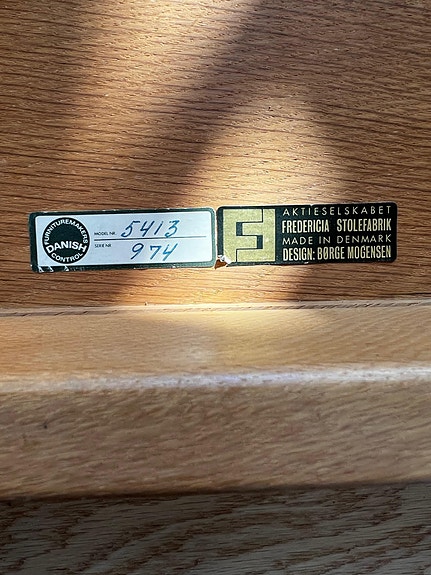 FURNITUREMAKERS
DANISH
CONTROL
MODEL NR. 5413
SERIE NR. 974
AKTIESELSKABET
FREDERICIA STOLEFABRIK
MADE IN DENMARK
DESIGN: BØRGE MOGENSEN